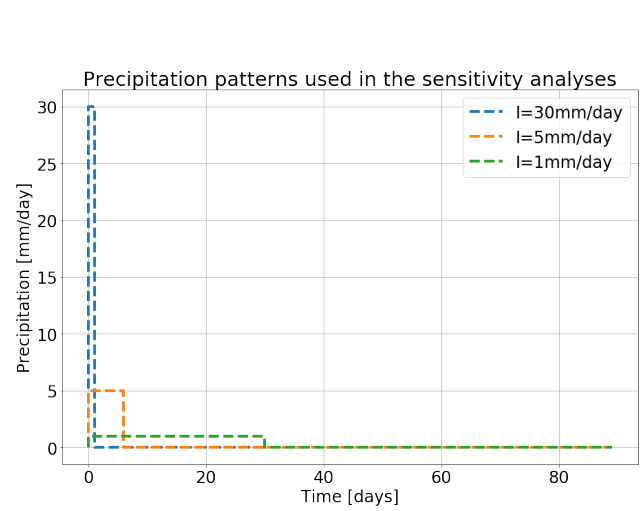 Precipitation patterns used in the sensitivity analyses
I=30mm/day
I=5mm/day
I=1mm/day
Precipitation [mm/day]
30
25
20
15
10
5
0
0 20 40 60 80
Time [days]